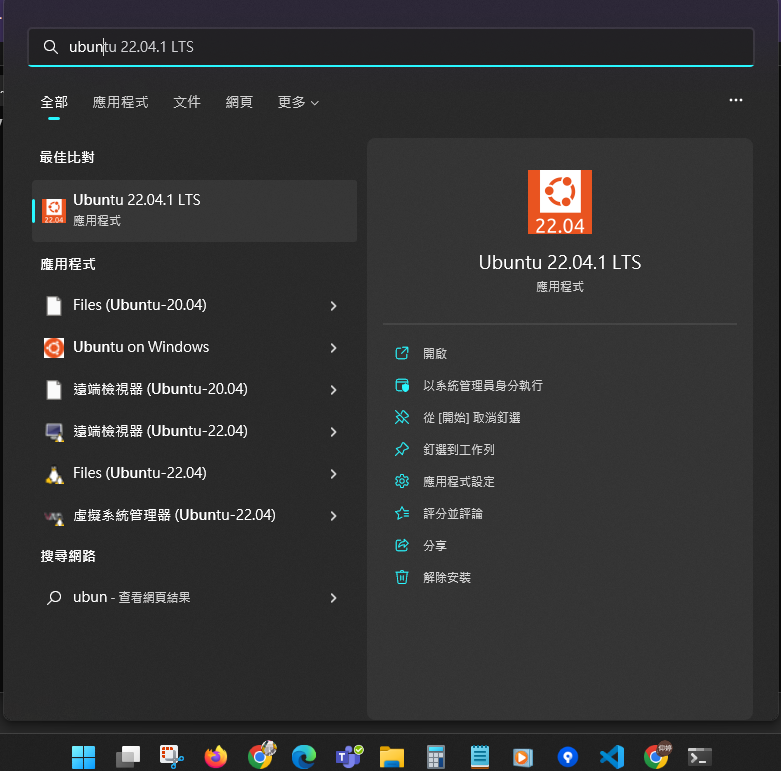 ubuntu 22.04.1 LTS
全部 應用程式 文件 網頁 更多
最佳比對
Ubuntu 22.04.1 LTS
應用程式
22.04
應用程式
Files (Ubuntu-20.04)
Ubuntu on Windows
遠端檢視器 (Ubuntu-20.04)
遠端檢視器 (Ubuntu-22.04)
Files (Ubuntu-22.04)
虛擬系統管理器 (Ubuntu-22.04)
搜尋網路
ubun - 查看網頁結果
22.04
Ubuntu 22.04.1 LTS
應用程式
開啟
以系統管理員身分執行
從 [開始] 取消釘選
釘選到工作列
應用程式設定
評分並評論
分享
解除安裝